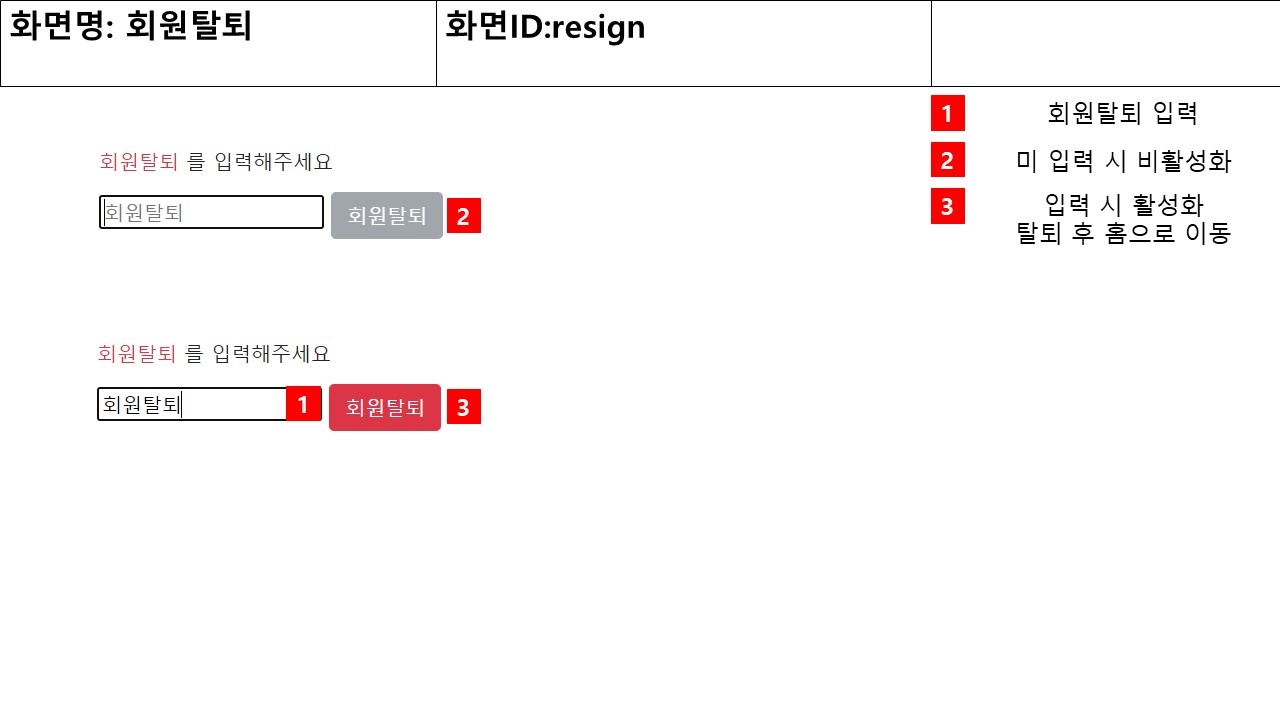 화면명: 회원탈퇴
화면ID:resign
회원탈퇴 를 입력해주세요
회원탈퇴
회원탈퇴
2
회원탈퇴 를 입력해주세요
회원탈퇴
1
회원탈퇴
3
1
회원탈퇴 입력
2
미 입력 시 비활성화
3
입력 시 활성화
탈퇴 후 홈으로 이동